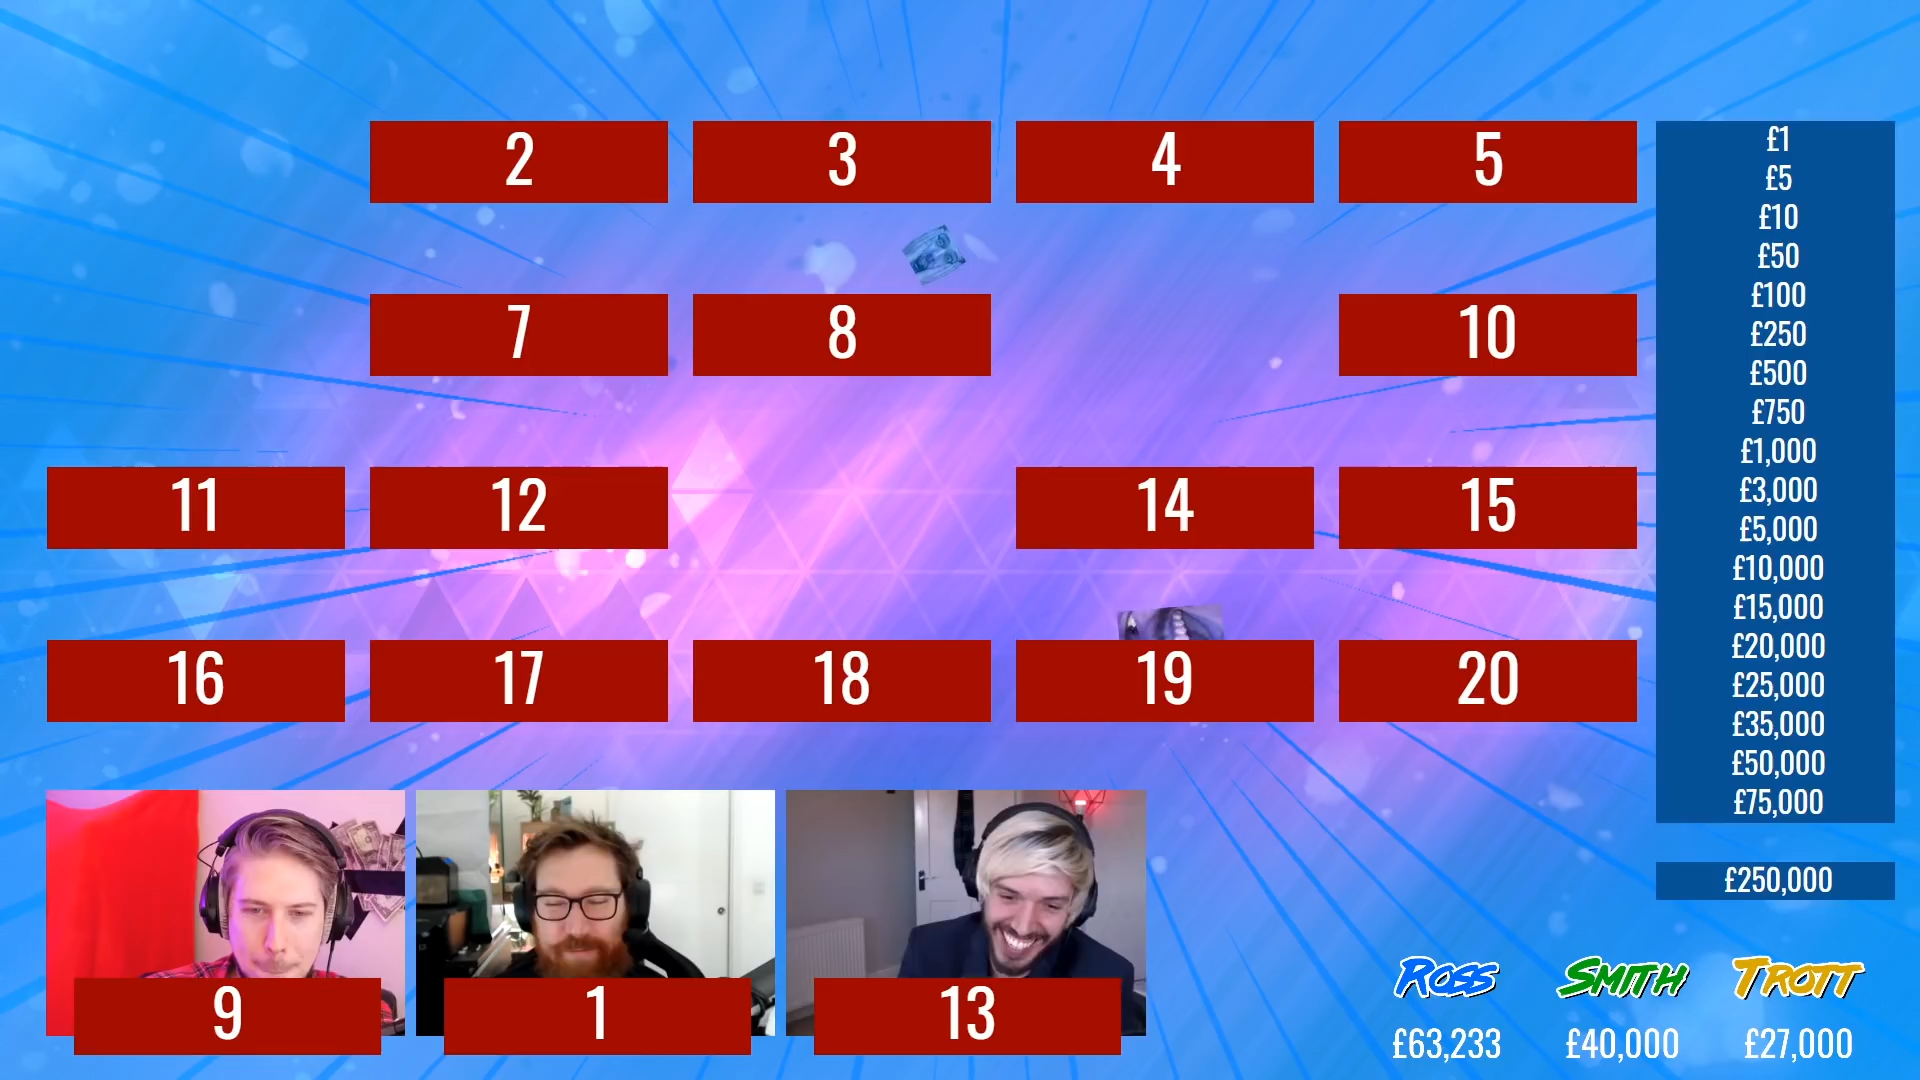 2 3 4 5
7 8 10
11 12 14 15
16 17 18 19 20
9 1 13
£1
£5
£10
£50
£100
£250
£500
£750
£1,000
£3,000
£5,000
£10,000
£15,000
£20,000
£25,000
£35,000
£50,000
£75,000
£250,000
ROSS SMITH TROTT
£63,233 £40,000 £27,000